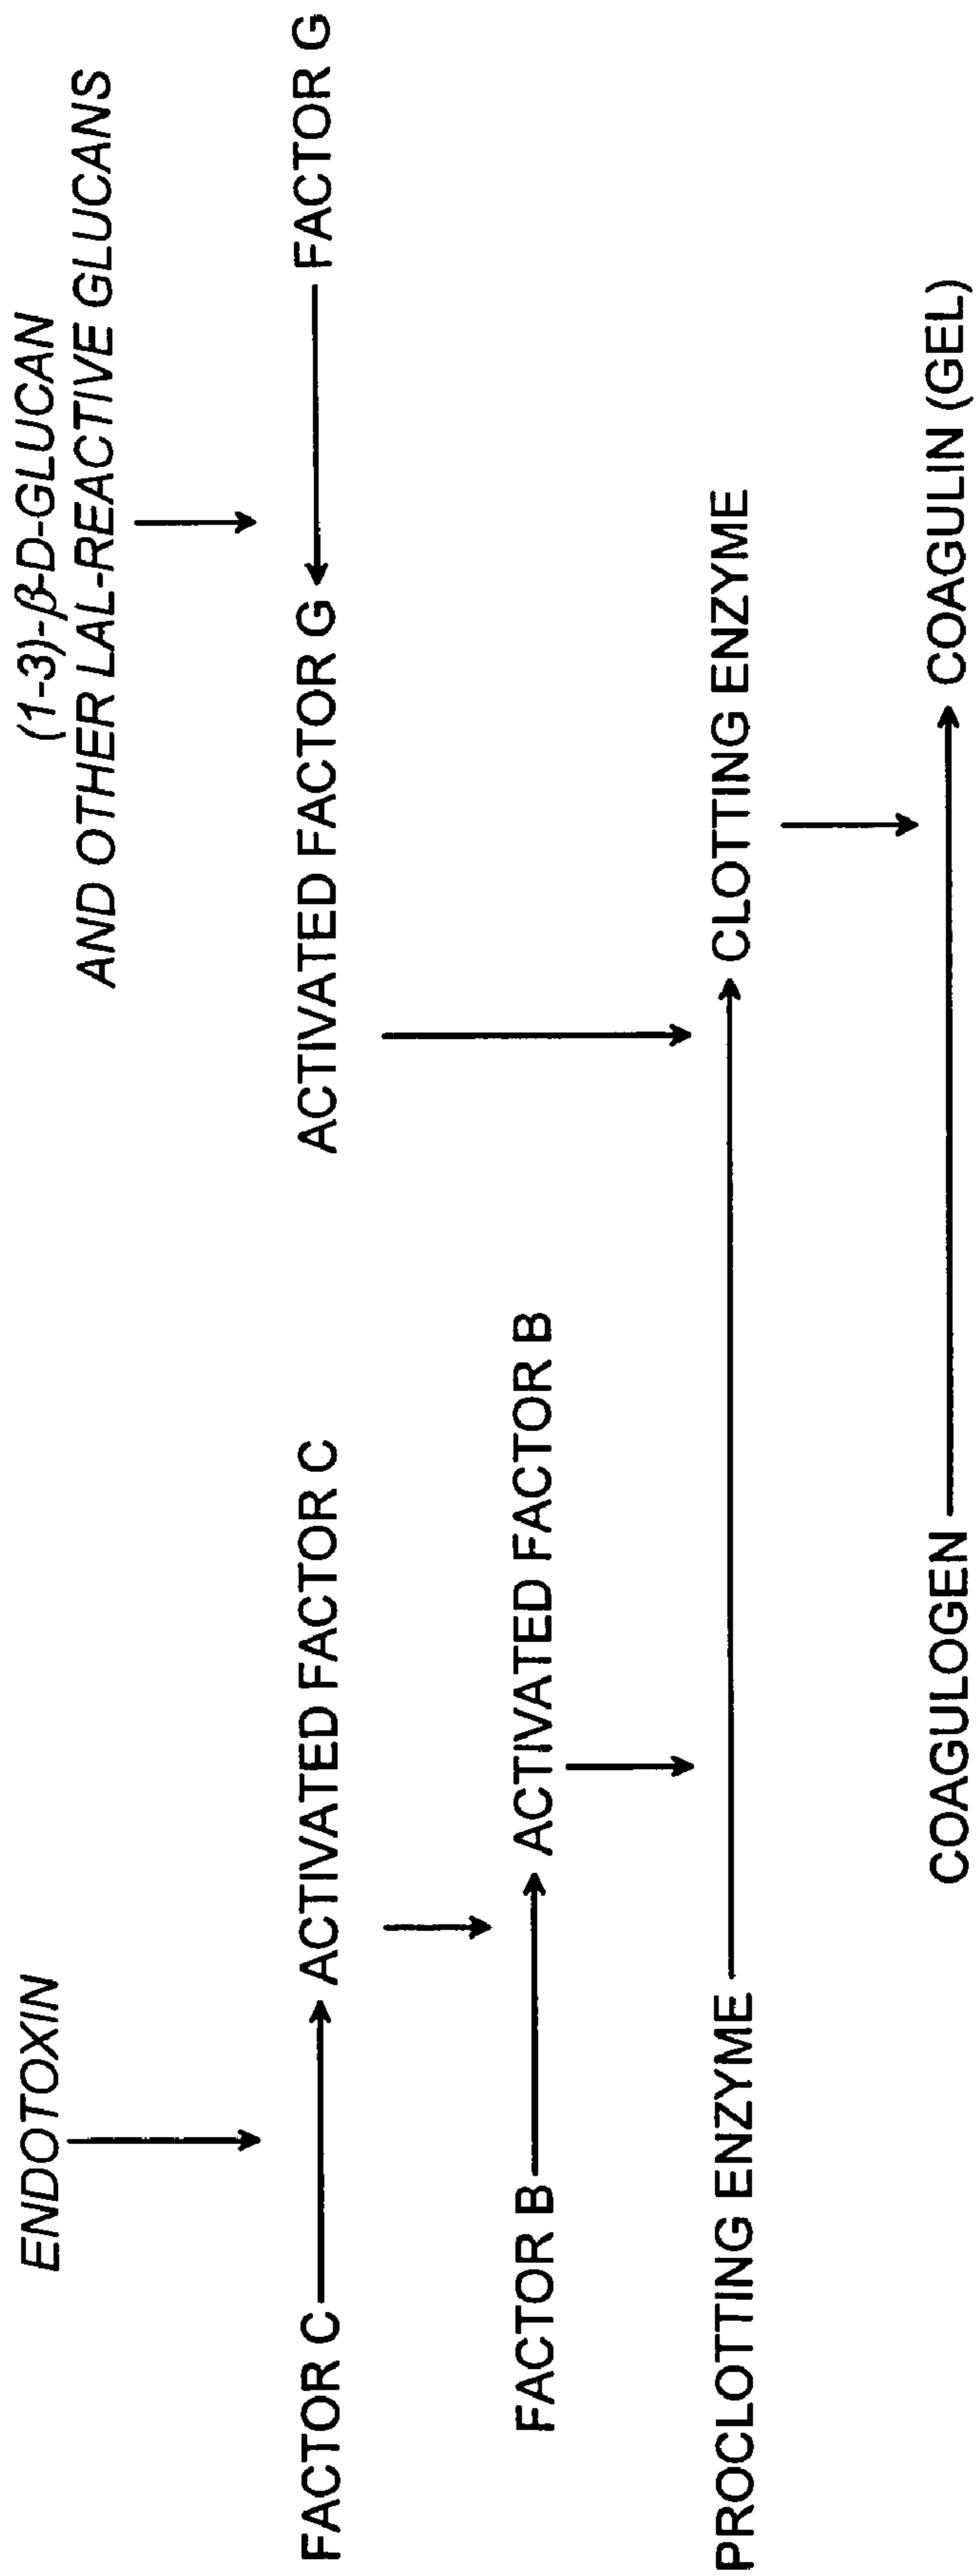 ENDOTOXIN
(1-3)-β-D-GLUCAN
AND OTHER LAL-REACTIVE GLUCANS
FACTOR C
ACTIVATED FACTOR C
ACTIVATED FACTOR G
FACTOR G
FACTOR B
ACTIVATED FACTOR B
PROCLOTTING ENZYME
CLOTTING ENZYME
COAGULOGEN
COAGULIN (GEL)